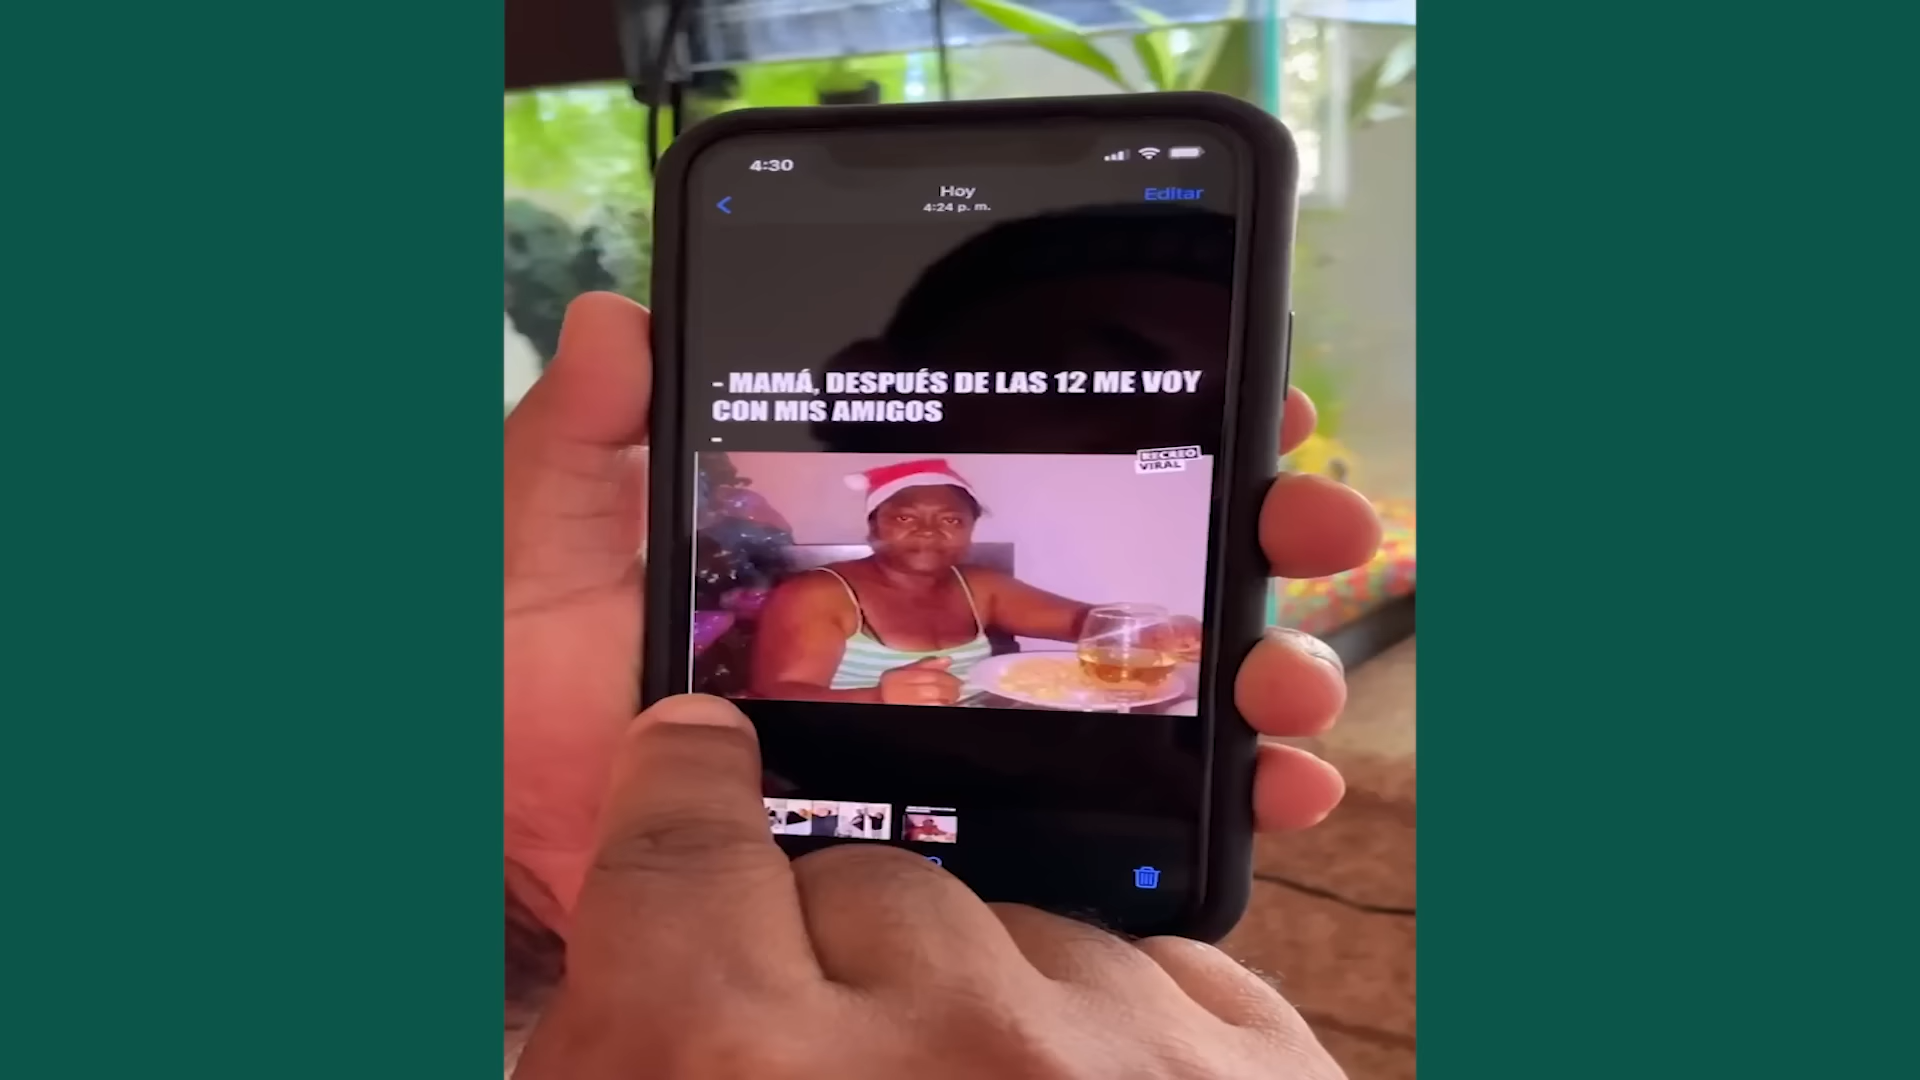 4:30
Hoy
4:24 p. m.
Editar
- MAMÁ, DESPUÉS DE LAS 12 ME VOY
CON MIS AMIGOS
-
RECREO
VIRAL